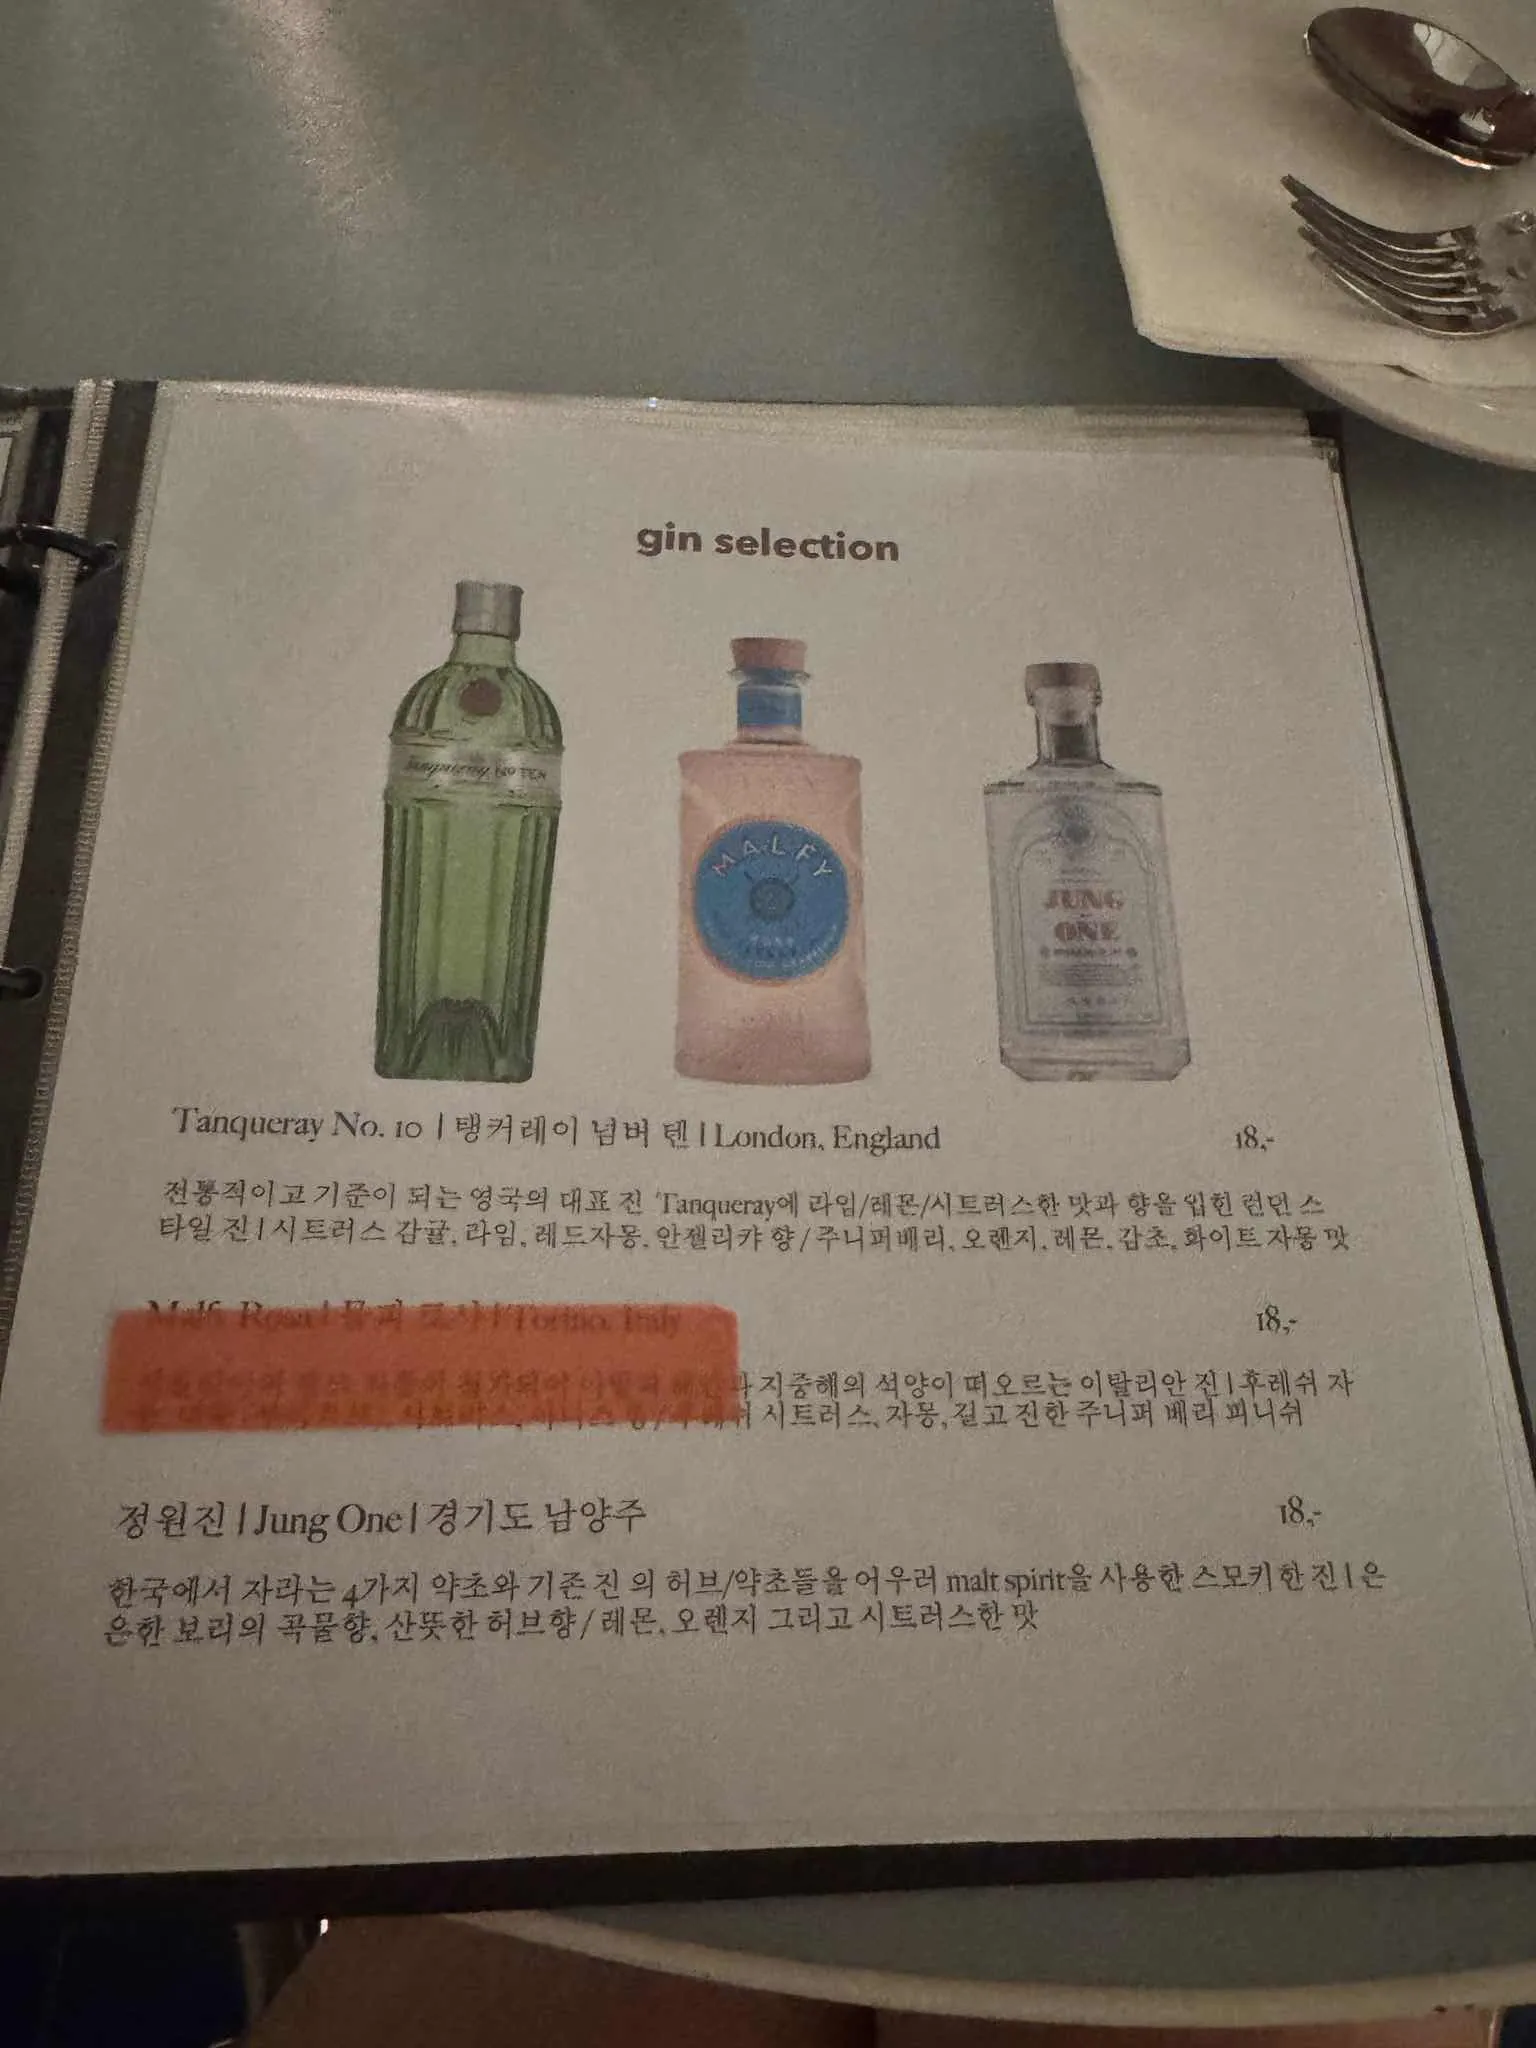 gin selection
MALFY
JUNG
ONE
Tanqueray No. 10 | 탱커레이 넘버 텐 | London, England 18,-
전통적이고 기준이 되는 영국의 대표 진 Tanqueray에 라임/레몬/시트러스한 맛과 향을 입힌 런던 스
타일 진 | 시트러스 감귤, 라임, 레드자몽, 안젤리카 향 / 주니퍼베리, 오렌지, 레몬, 감초, 화이트 자몽 맛
Rosa | 로사 | Torino, Italy 18,-
지중해의 석양이 떠오르는 이탈리안 진 | 후레쉬 자
시트러스, 자몽, 길고 진한 주니퍼 베리 피니쉬
정원진 | Jung One | 경기도 남양주 18,-
한국에서 자라는 4가지 약초와 기존 진 의 허브/약초들을 어우러 malt spirit을 사용한 스모키 한 진 | 은
은한 보리의 곡물향, 산뜻한 허브향 / 레몬, 오렌지 그리고 시트러스한 맛